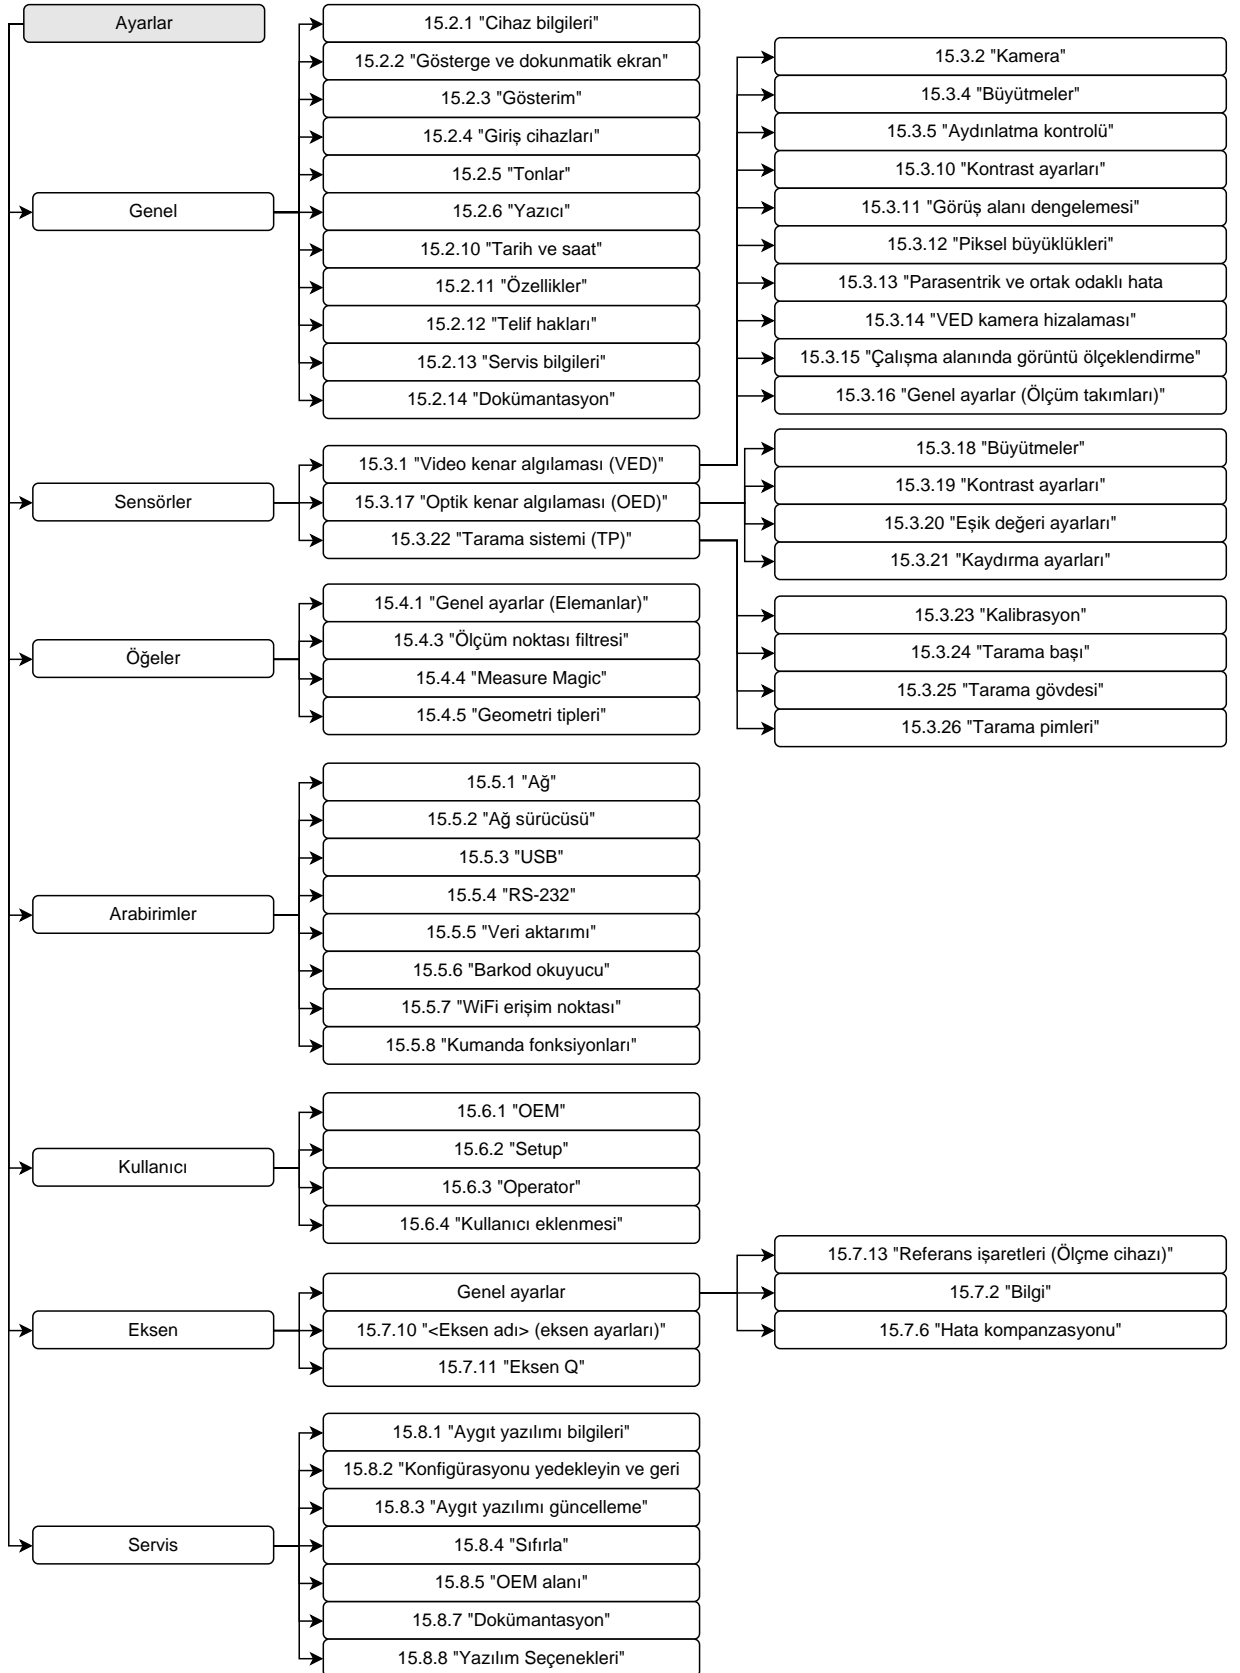 Ayarlar
Genel
15.2.1 "Cihaz bilgileri"
15.2.2 "Gösterge ve dokunmatik ekran"
15.2.3 "Gösterim"
15.2.4 "Giriş cihazları"
15.2.5 "Tonlar"
15.2.6 "Yazıcı"
15.2.10 "Tarih ve saat"
15.2.11 "Özellikler"
15.2.12 "Telif hakları"
15.2.13 "Servis bilgileri"
15.2.14 "Dokümantasyon"
Sensörler
15.3.1 "Video kenar algılaması (VED)"
15.3.17 "Optik kenar algılaması (OED)"
15.3.22 "Tarama sistemi (TP)"
15.3.2 "Kamera"
15.3.4 "Büyütmeler"
15.3.5 "Aydınlatma kontrolü"
15.3.10 "Kontrast ayarları"
15.3.11 "Görüş alanı dengelemesi"
15.3.12 "Piksel büyüklükleri"
15.3.13 "Parasentrik ve ortak odaklı hata
15.3.14 "VED kamera hizalaması"
15.3.15 "Çalışma alanında görüntü ölçeklendirme"
15.3.16 "Genel ayarlar (Ölçüm takımları)"
15.3.18 "Büyütmeler"
15.3.19 "Kontrast ayarları"
15.3.20 "Eşik değeri ayarları"
15.3.21 "Kaydırma ayarları"
15.3.23 "Kalibrasyon"
15.3.24 "Tarama başı"
15.3.25 "Tarama gövdesi"
15.3.26 "Tarama pimleri"
Öğeler
15.4.1 "Genel ayarlar (Elemanlar)"
15.4.3 "Ölçüm noktası filtresi"
15.4.4 "Measure Magic"
15.4.5 "Geometri tipleri"
Arabirimler
15.5.1 "Ağ"
15.5.2 "Ağ sürücüsü"
15.5.3 "USB"
15.5.4 "RS-232"
15.5.5 "Veri aktarımı"
15.5.6 "Barkod okuyucu"
15.5.7 "WiFi erişim noktası"
15.5.8 "Kumanda fonksiyonları"
Kullanıcı
15.6.1 "OEM"
15.6.2 "Setup"
15.6.3 "Operator"
15.6.4 "Kullanıcı eklenmesi"
Eksen
Genel ayarlar
15.7.10 "<Eksen adı> (eksen ayarları)"
15.7.11 "Eksen Q"
15.7.13 "Referans işaretleri (Ölçme cihazı)"
15.7.2 "Bilgi"
15.7.6 "Hata kompanzasyonu"
Servis
15.8.1 "Aygıt yazılımı bilgileri"
15.8.2 "Konfigürasyonu yedekleyin ve geri
15.8.3 "Aygıt yazılımı güncelleme"
15.8.4 "Sıfırla"
15.8.5 "OEM alanı"
15.8.7 "Dokümantasyon"
15.8.8 "Yazılım Seçenekleri"